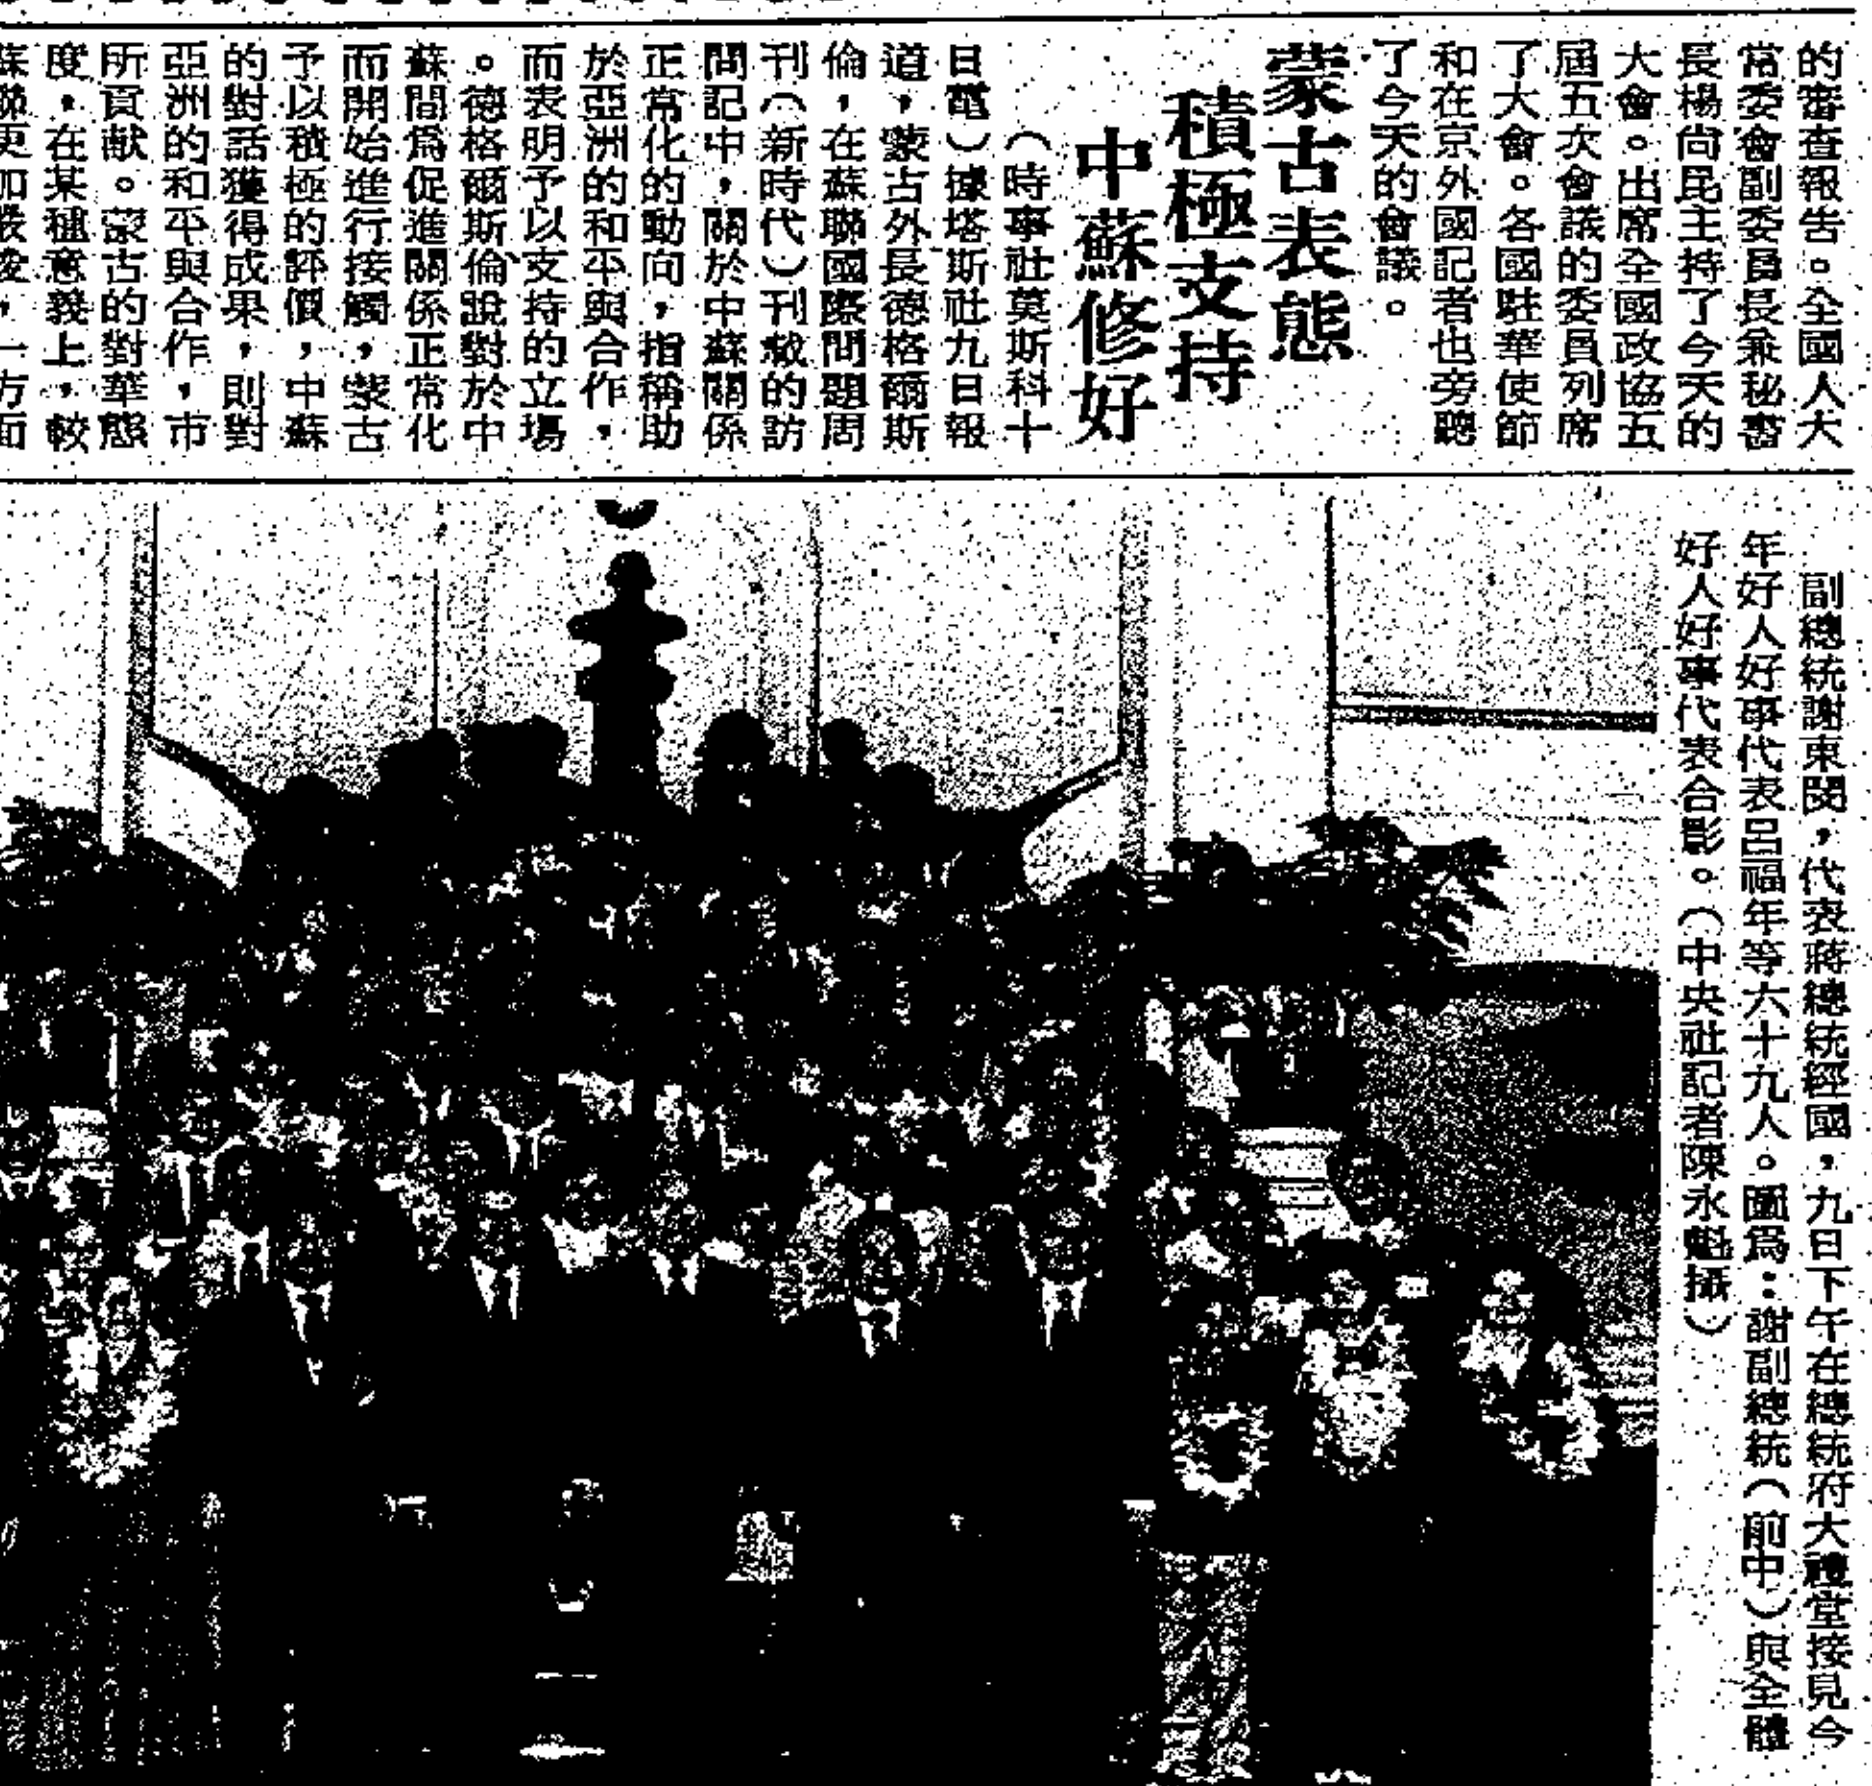 的審查報告。全國人大
常委會副委員長兼秘書
長楊尚昆主持了今天的
大會。出席全國政協五
屆五次會議的委員列席
了大會。各國駐華使節
和在京外國記者也旁聽
了今天的會議。
蒙古表態
積極支持
中蘇修好
（時事社莫斯科十
日電）據塔斯社九日報
道，蒙古外長德格爾斯
倫，在蘇聯國際問題周
刊（新時代）刊載的訪
問記中，關於中蘇關係
正常化的動向，指稱助
於亞洲的和平與合作，
而表明予以支持的立場
。德格爾斯倫說對於中
蘇間為促進關係正常化
而開始進行接觸，蒙古
予以積極的評價，中蘇
的對話獲得成果，則對
亞洲的和平與合作，市
所貢献。蒙古的對華態
度，在某種意義上，較
蘇聯更加嚴峻，一方面
副總統謝東閔，代表蔣總統經國，九日下午在總統府大禮堂接見今
年好人好事代表呂福年等六十九人。圖為：謝副總統（前中）與全體
好人好事代表合影。（中央社記者陳永魁攝）